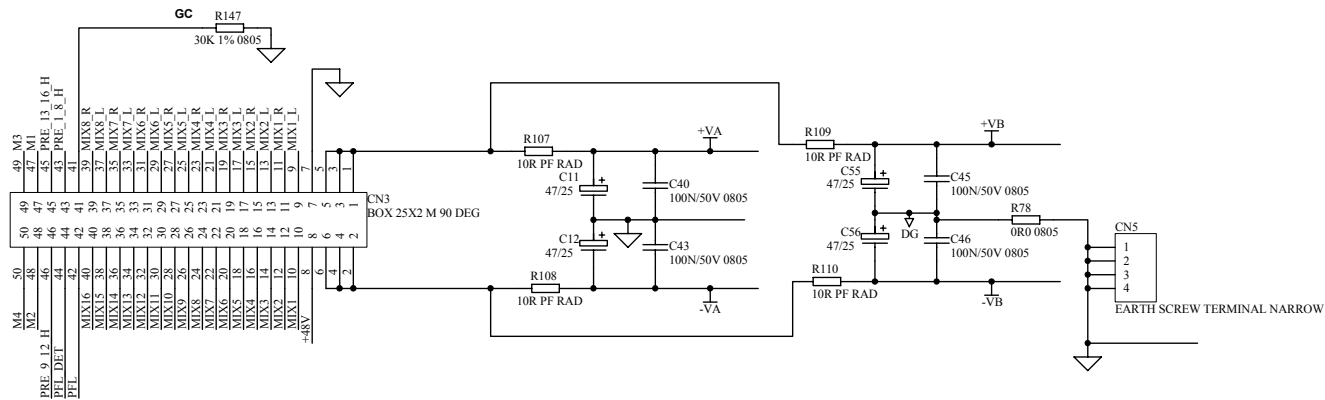 GC
R147
30K 1% 0805
M3
M1
PRE_13_16_H
PRE_1_8_H
MIX8_R
MIX8_L
MIX7_R
MIX7_L
MIX6_R
MIX6_L
MIX5_R
MIX5_L
MIX4_R
MIX4_L
MIX3_R
MIX3_L
MIX2_R
MIX2_L
MIX1_R
MIX1_L
49 47 45 43 41 39 37 35 33 31 29 27 25 23 21 19 17 15 13 11 9 7 5 3 1
49 47 45 43 41 39 37 35 33 31 29 27 25 23 21 19 17 15 13 11 9 7 5 3 1
CN3
BOX 25X2 M 90 DEG
50 48 46 44 42 40 38 36 34 32 30 28 26 24 22 20 18 16 14 12 10 8 6 4 2
50 48 46 44 42 40 38 36 34 32 30 28 26 24 22 20 18 16 14 12 10 8 6 4 2
M4
M2
PRE_9_12_H
PFL_DET
PFL
MIX16
MIX15
MIX14
MIX13
MIX12
MIX11
MIX10
MIX9
MIX8
MIX7
MIX6
MIX5
MIX4
MIX3
MIX2
MIX1
+48V
R107
10R PF RAD
+VA
C11
47/25
+
C40
100N/50V 0805
C12
47/25
+
C43
100N/50V 0805
R108
10R PF RAD
-VA
R109
10R PF RAD
+VB
C55
47/25
+
C45
100N/50V 0805
DG
R78
0R0 0805
C56
47/25
+
C46
100N/50V 0805
R110
10R PF RAD
-VB
CN5
1
2
3
4
EARTH SCREW TERMINAL NARROW